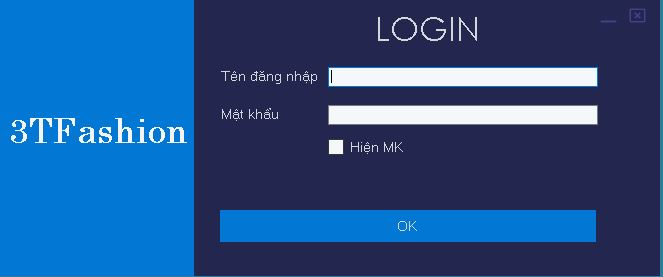 3TFashion
LOGIN
Tên đăng nhập
Mật khẩu
Hiện MK
OK